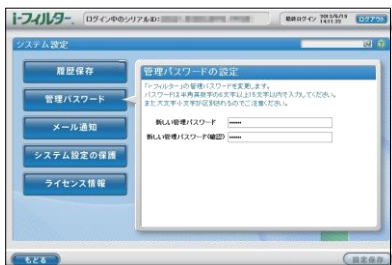 i-フィルター
ログイン中のシリアルID:
最終ログイン 2013/6/19 14:11:33
ログアウト
システム設定
履歴保存
管理パスワード
メール通知
システム設定の保護
ライセンス情報
管理パスワードの設定
「i-フィルター」の管理パスワードを変更します。
パスワードは半角英数字の6文字以上15文字以内で入力してください。
また大文字小文字が区別されるのでご注意ください。
新しい管理パスワード ••••••
新しい管理パスワード(確認) ••••••
もどる
設定保存